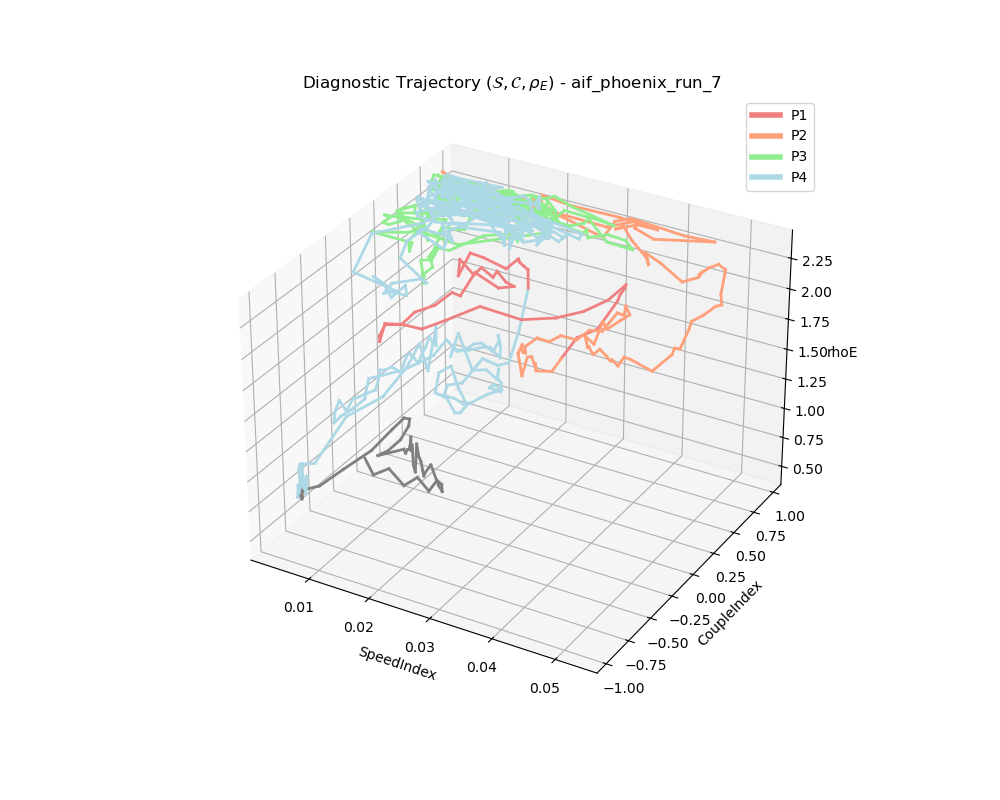 Diagnostic Trajectory (𝒮, 𝒞, ρ_E) - aif_phoenix_run_7
P1
P2
P3
P4
2.25
2.00
1.75
1.50
rhoE
1.25
1.00
0.75
0.50
1.00
0.75
0.50
0.25
0.00
−0.25
−0.50
−0.75
−1.00
CoupleIndex
0.01
0.02
0.03
0.04
0.05
SpeedIndex